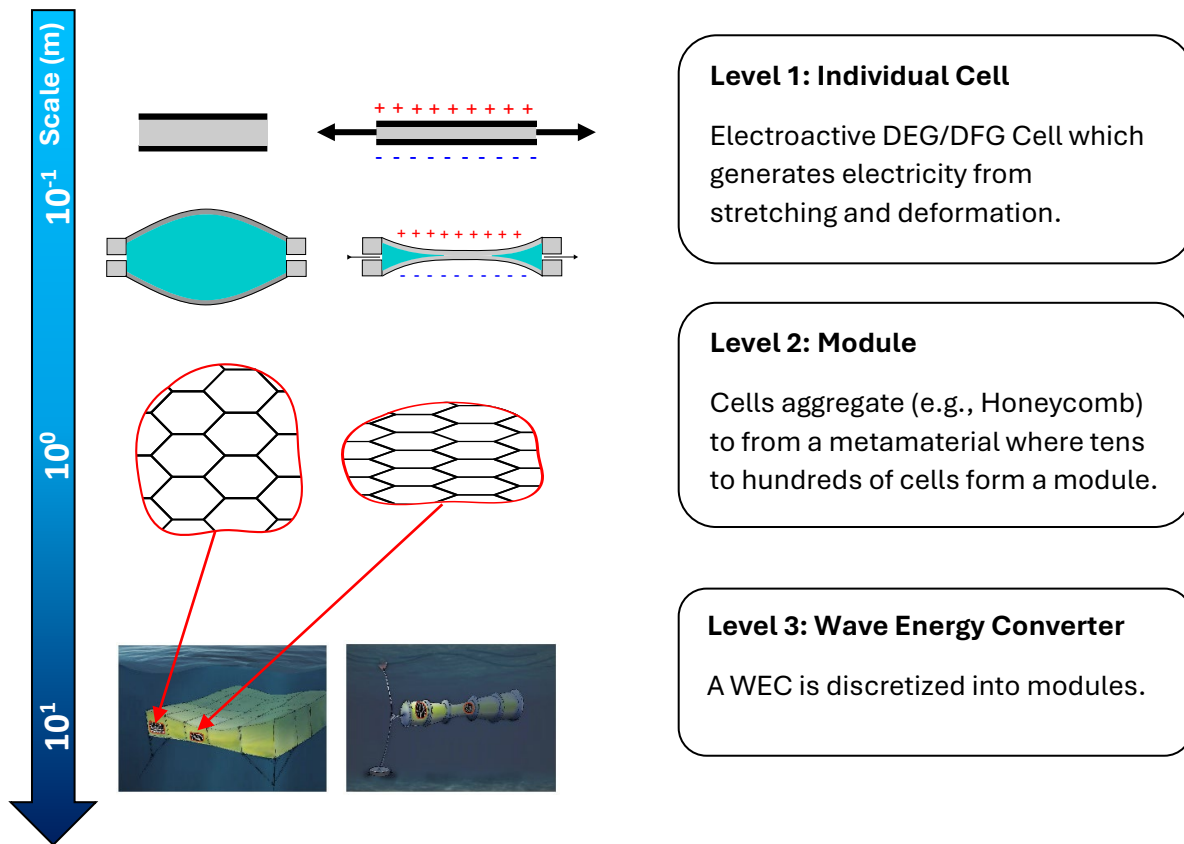 Scale (m)
10⁻¹
10⁰
10¹
+ + + + + + + + +
- - - - - - - - -
+ + + + + + + + +
- - - - - - - - -
Level 1: Individual Cell
Electroactive DEG/DFG Cell which
generates electricity from
stretching and deformation.
Level 2: Module
Cells aggregate (e.g., Honeycomb)
to from a metamaterial where tens
to hundreds of cells form a module.
Level 3: Wave Energy Converter
A WEC is discretized into modules.